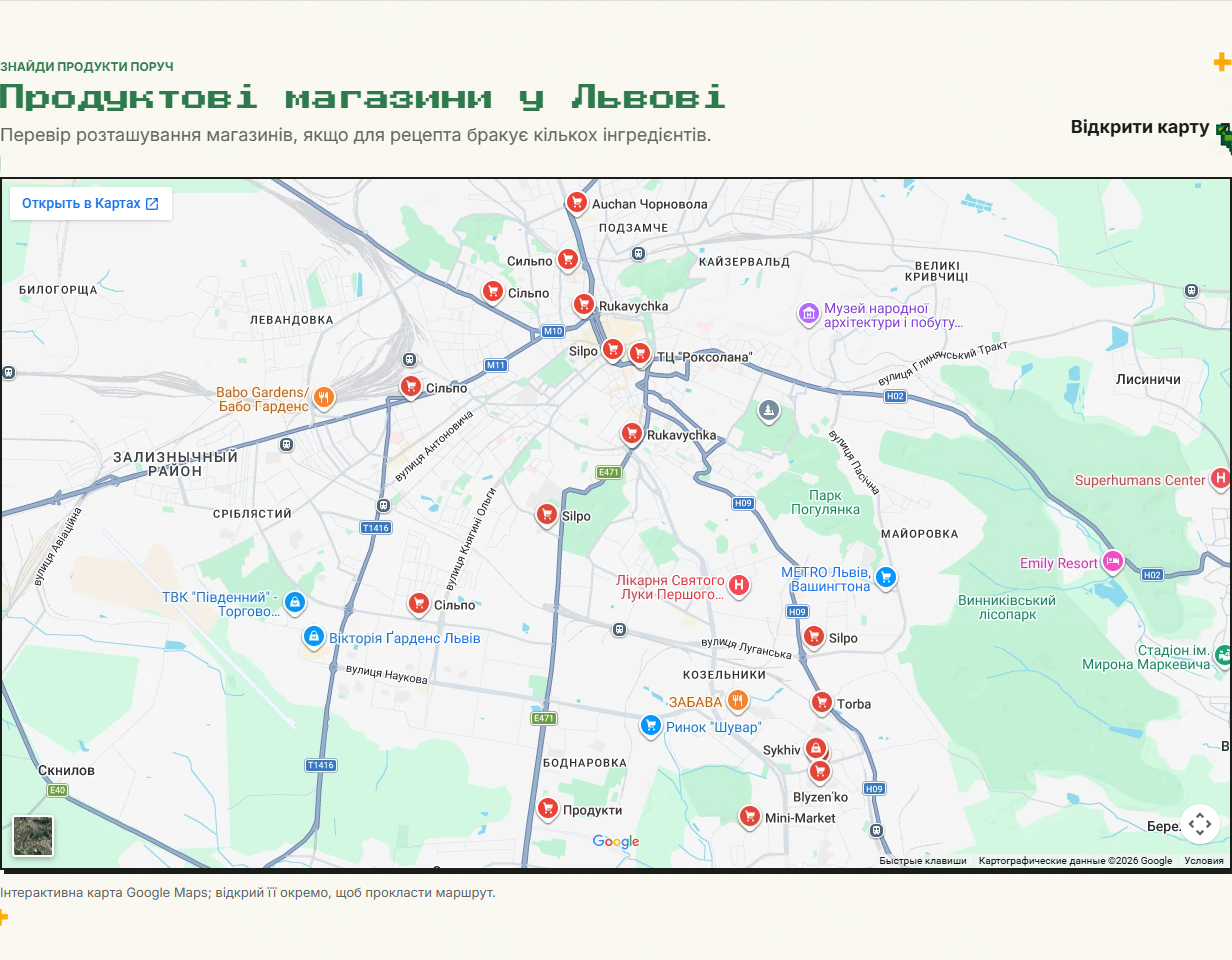 ЗНАЙДИ ПРОДУКТИ ПОРУЧ
Продуктові магазини у Львові
Перевір розташування магазинів, якщо для рецепта бракує кількох інгредієнтів.
Відкрити карту
Открыть в Картах
Auchan Чорновола
ПОДЗАМЧЕ
Сильпо
КАЙЗЕРВАЛЬД
ВЕЛИКІ
КРИВЧИЦІ
БИЛОГОРЩА
Сільпо
Rukavychka
Музей народної
архітектури і побуту...
ЛЕВАНДОВКА
M10
Silpo
ТЦ "Роксолана"
вулиця Глинянський Тракт
M11
Лисиничи
Babo Gardens/
Бабо Гарденс
Сільпо
H02
вулиця Антоновича
Rukavychka
вулиця Пасічна
ЗАЛИЗНЫЧНЫЙ
РАЙОН
E471
Superhumans Center
Парк
Погулянка
H09
СРІБЛЯСТИЙ
Silpo
T1416
вулиця Авіаційна
вулиця Княгині Ольги
МАЙОРОВКА
Emily Resort
H02
METRO Львів,
Вашингтона
Лікарня Святого
Луки Першого...
ТВК "Південний" -
Торгово...
Сільпо
H09
Винниківський
лісопарк
Вікторія Ґарденс Львів
Silpo
вулиця Луганська
Стадіон ім.
Мирона Маркевича
вулиця Наукова
КОЗЕЛЬНИКИ
ЗАБАВА
Torba
E471
Ринок "Шувар"
Sykhiv
В
T1416
БОДНАРОВКА
Скнилов
Blyzen'ko
E40
H09
Продукти
Mini-Market
Бере
Google
Быстрые клавиши
Картографические данные ©2026 Google
Условия
Інтерактивна карта Google Maps; відкрий її окремо, щоб прокласти маршрут.